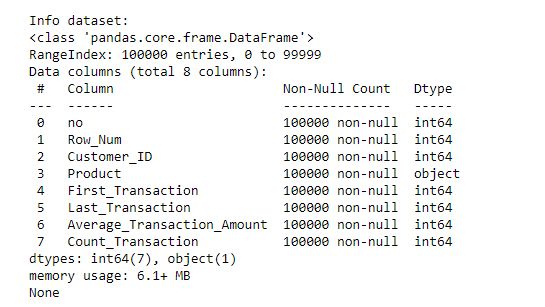 Info dataset:
<class 'pandas.core.frame.DataFrame'>
RangeIndex: 100000 entries, 0 to 99999
Data columns (total 8 columns):
 #   Column                      Non-Null Count   Dtype
---  ------                      --------------   -----
 0   no                          100000 non-null  int64
 1   Row_Num                     100000 non-null  int64
 2   Customer_ID                 100000 non-null  int64
 3   Product                     100000 non-null  object
 4   First_Transaction           100000 non-null  int64
 5   Last_Transaction            100000 non-null  int64
 6   Average_Transaction_Amount  100000 non-null  int64
 7   Count_Transaction           100000 non-null  int64
dtypes: int64(7), object(1)
memory usage: 6.1+ MB
None